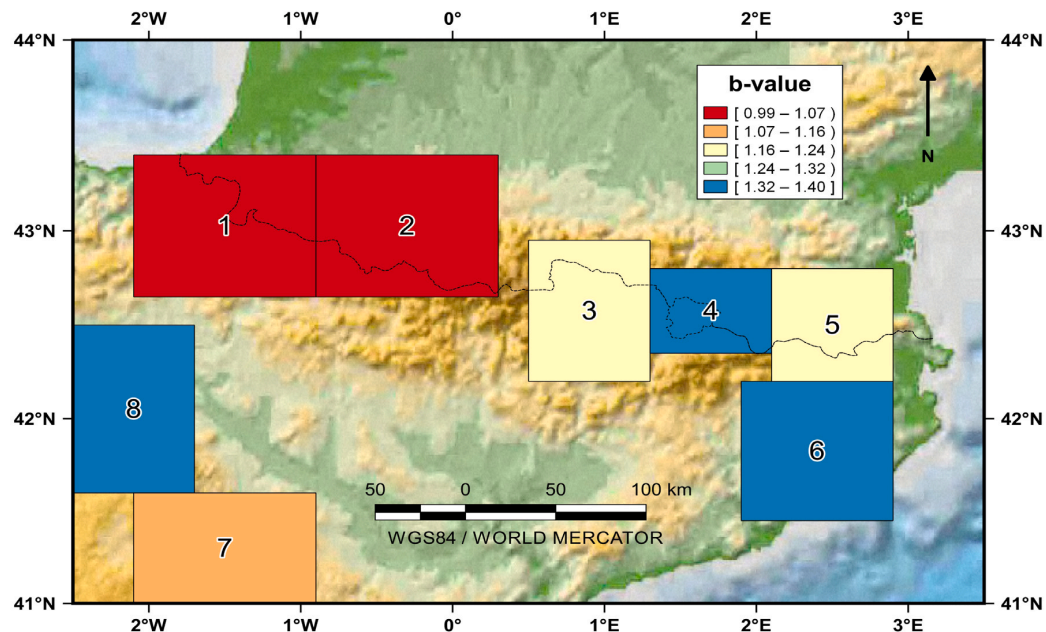 2°W 1°W 0° 1°E 2°E 3°E
44°N 44°N
b-value
[ 0.99 – 1.07 )
[ 1.07 – 1.16 )
[ 1.16 – 1.24 )
[ 1.24 – 1.32 )
[ 1.32 – 1.40 ]
N
43°N 1 2 43°N
3 4 5
8 42°N 42°N
6
50 0 50 100 km
WGS84 / WORLD MERCATOR
7
41°N 41°N
2°W 1°W 0° 1°E 2°E 3°E